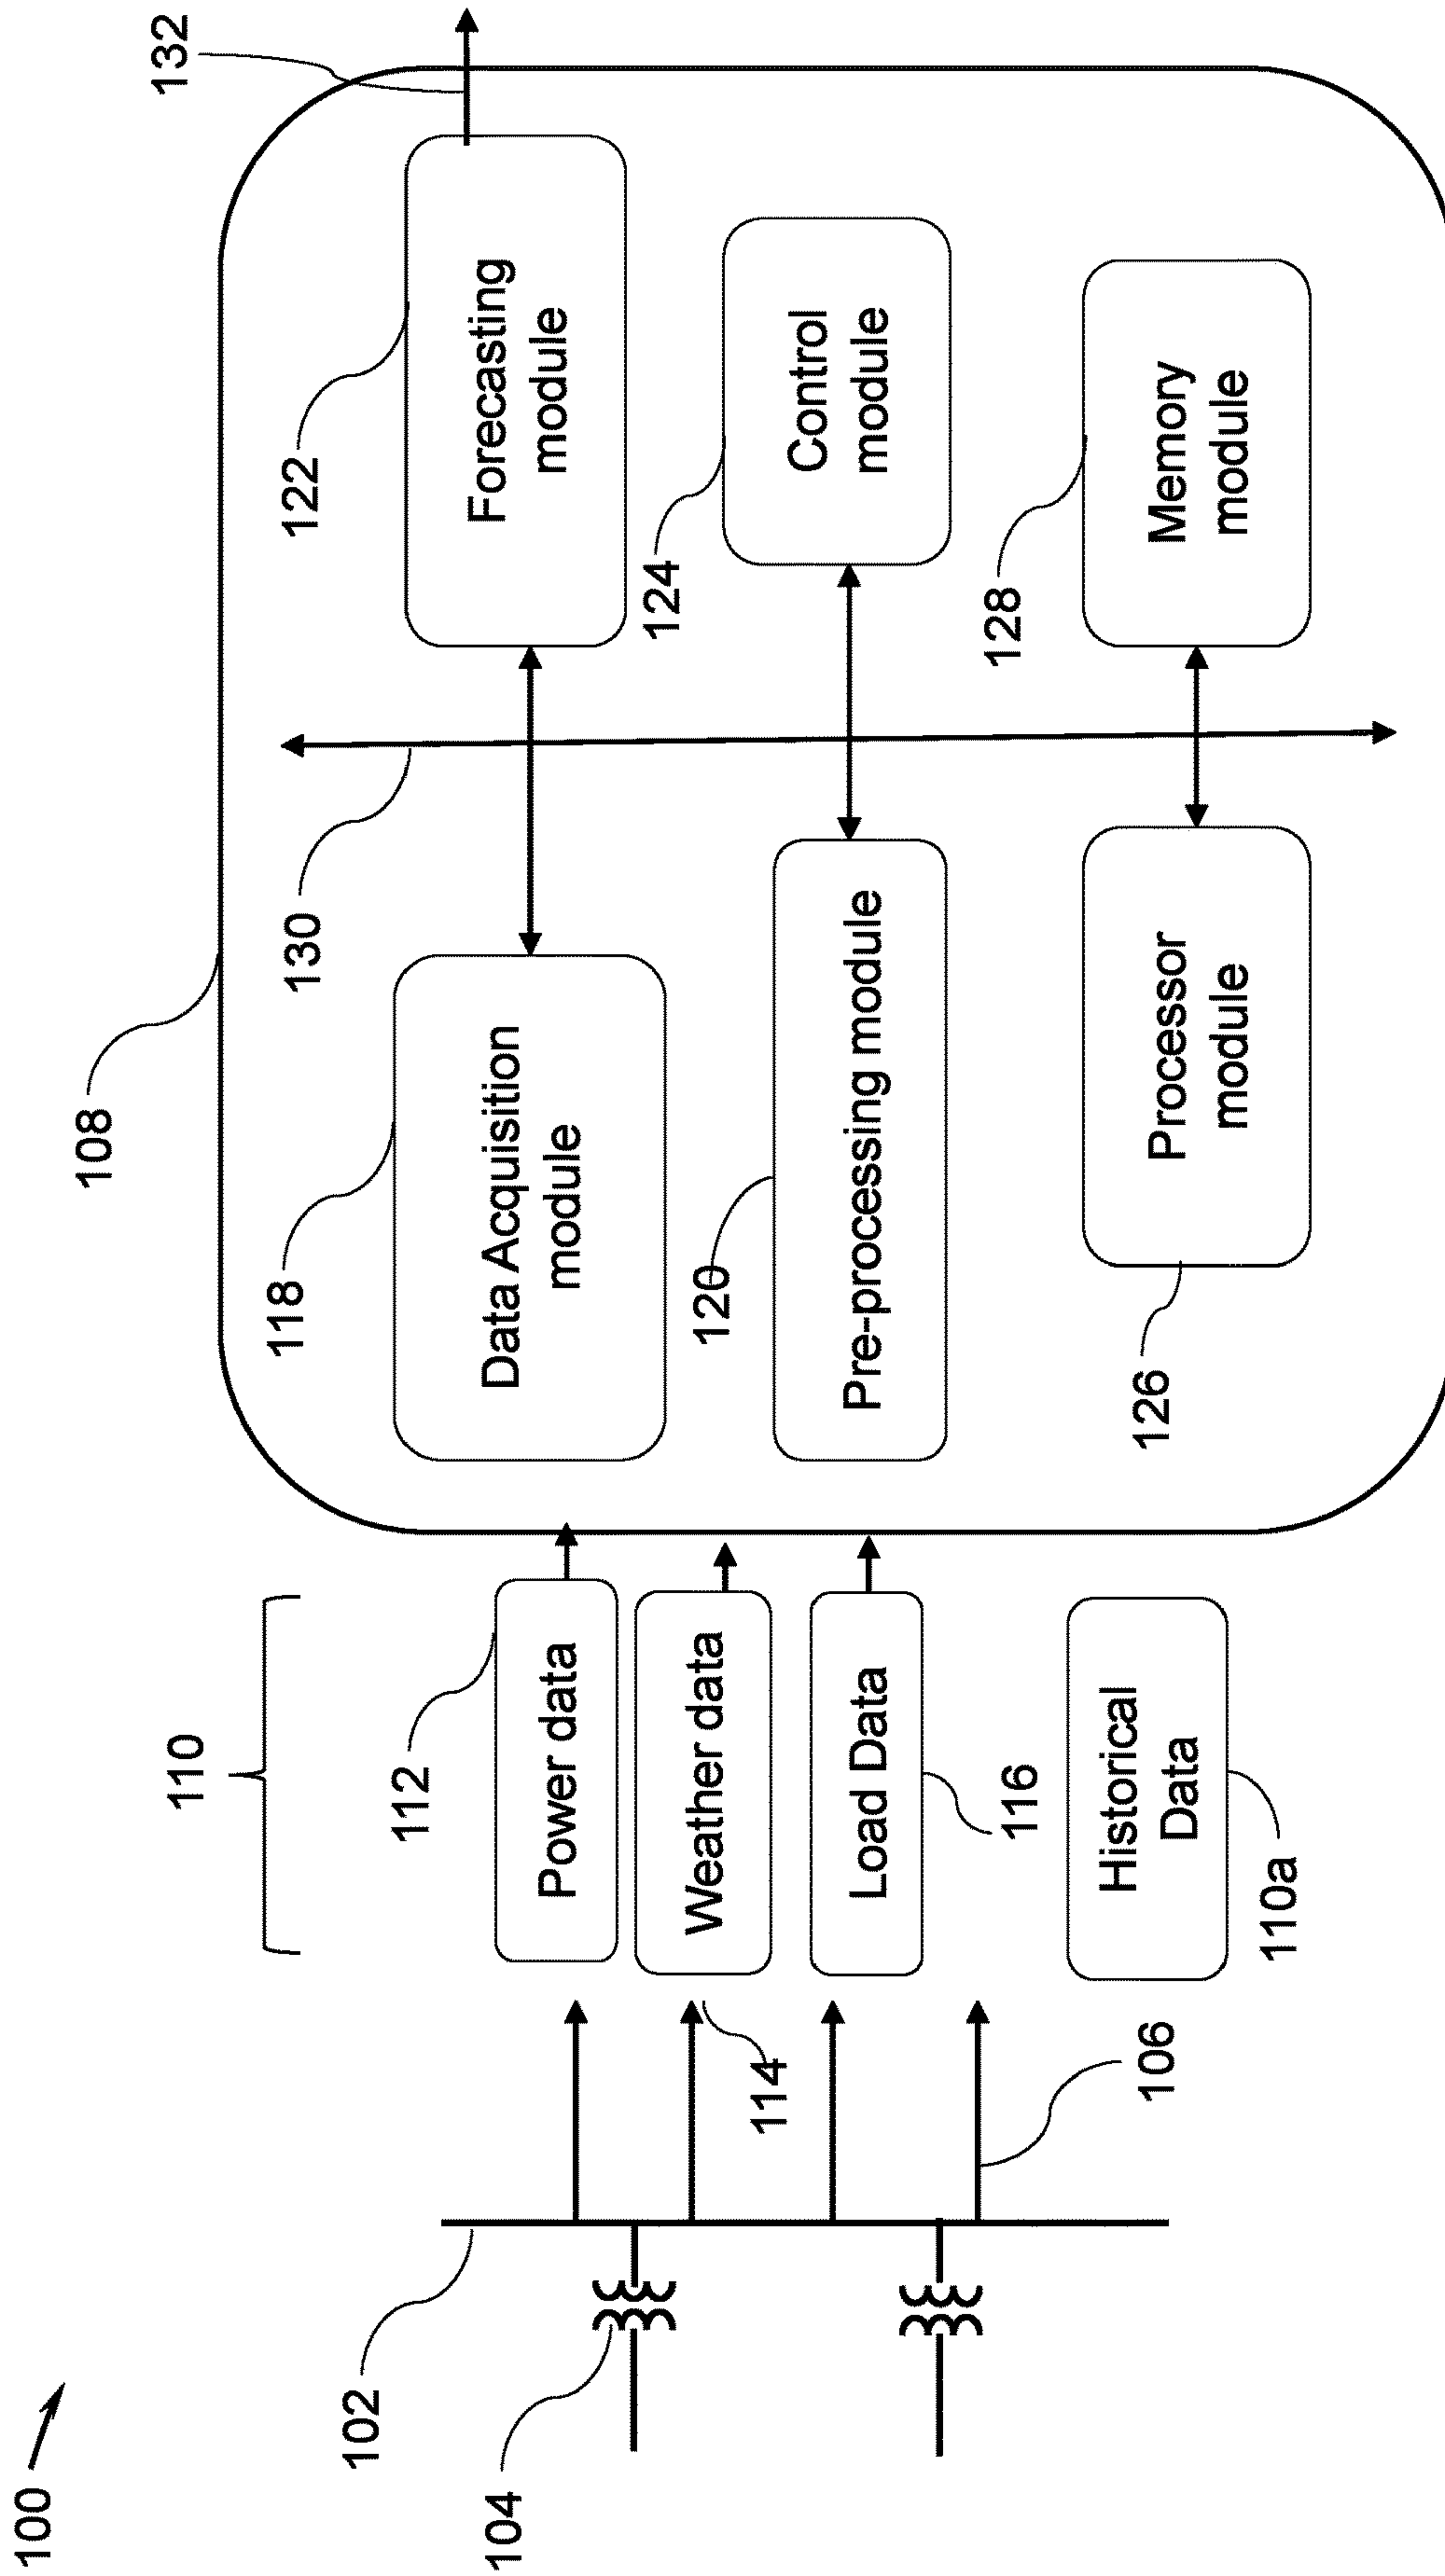 100
102
104
106
110
112
Power data
114
Weather data
Load Data
116
Historical
Data
110a
108
118
Data Acquisition
module
120
Pre-processing module
126
Processor
module
130
122
Forecasting
module
124
Control
module
128
Memory
module
132